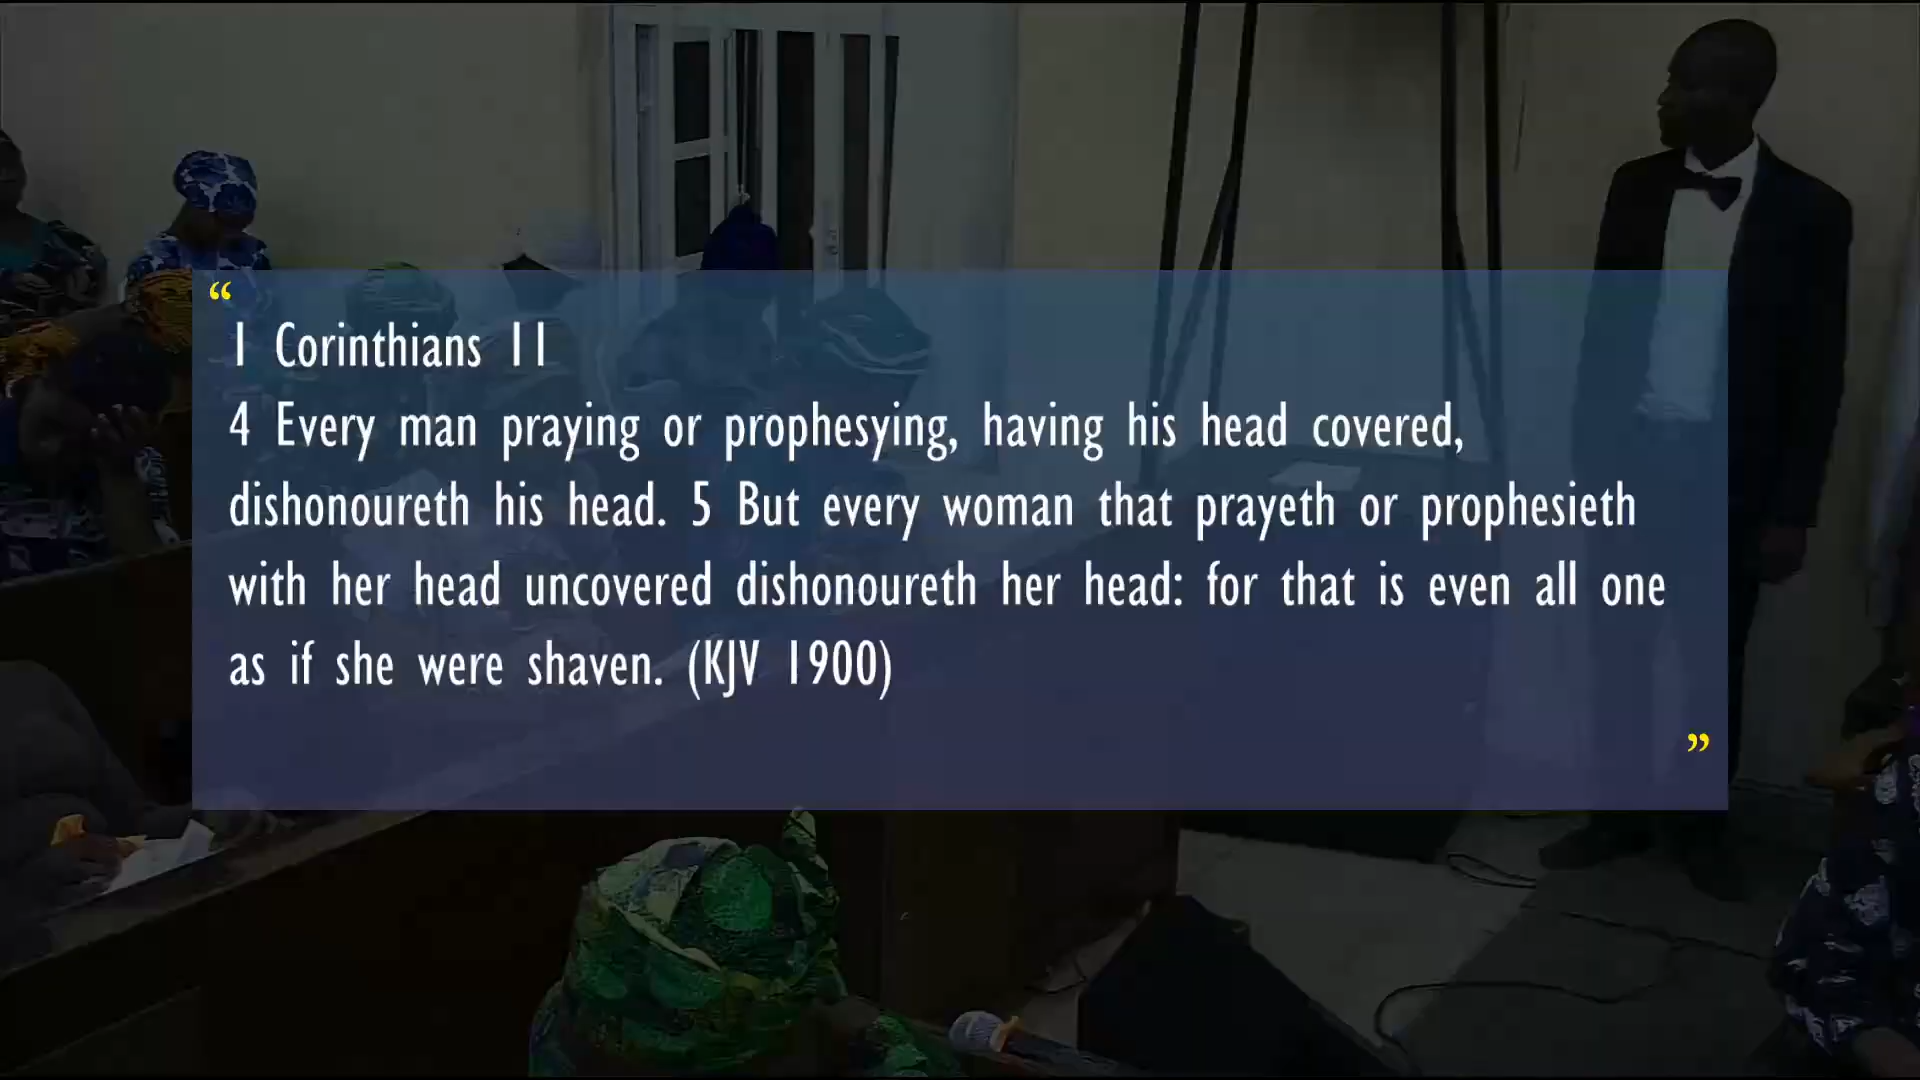 “
1 Corinthians 11
4 Every man praying or prophesying, having his head covered,
dishonoureth his head. 5 But every woman that prayeth or prophesieth
with her head uncovered dishonoureth her head: for that is even all one
as if she were shaven. (KJV 1900)
”